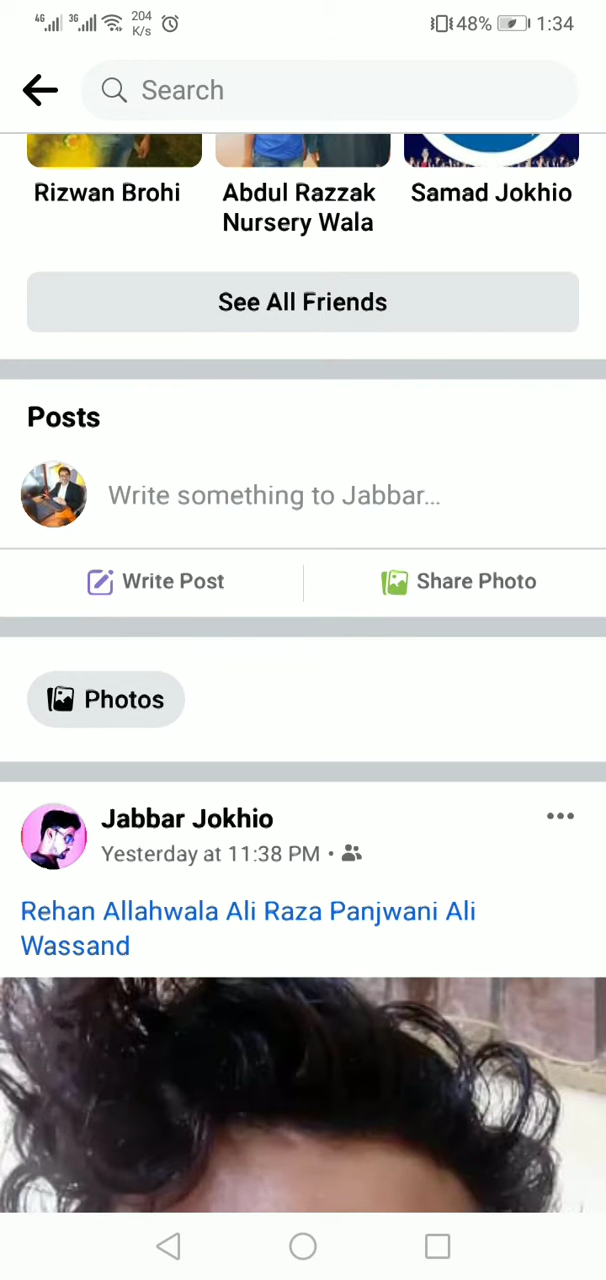 4G 3G 204 K/s 48% 1:34
Search
Rizwan Brohi
Abdul Razzak
Nursery Wala
Samad Jokhio
See All Friends
Posts
Write something to Jabbar...
Write Post
Share Photo
Photos
Jabbar Jokhio
Yesterday at 11:38 PM •
Rehan Allahwala Ali Raza Panjwani Ali
Wassand